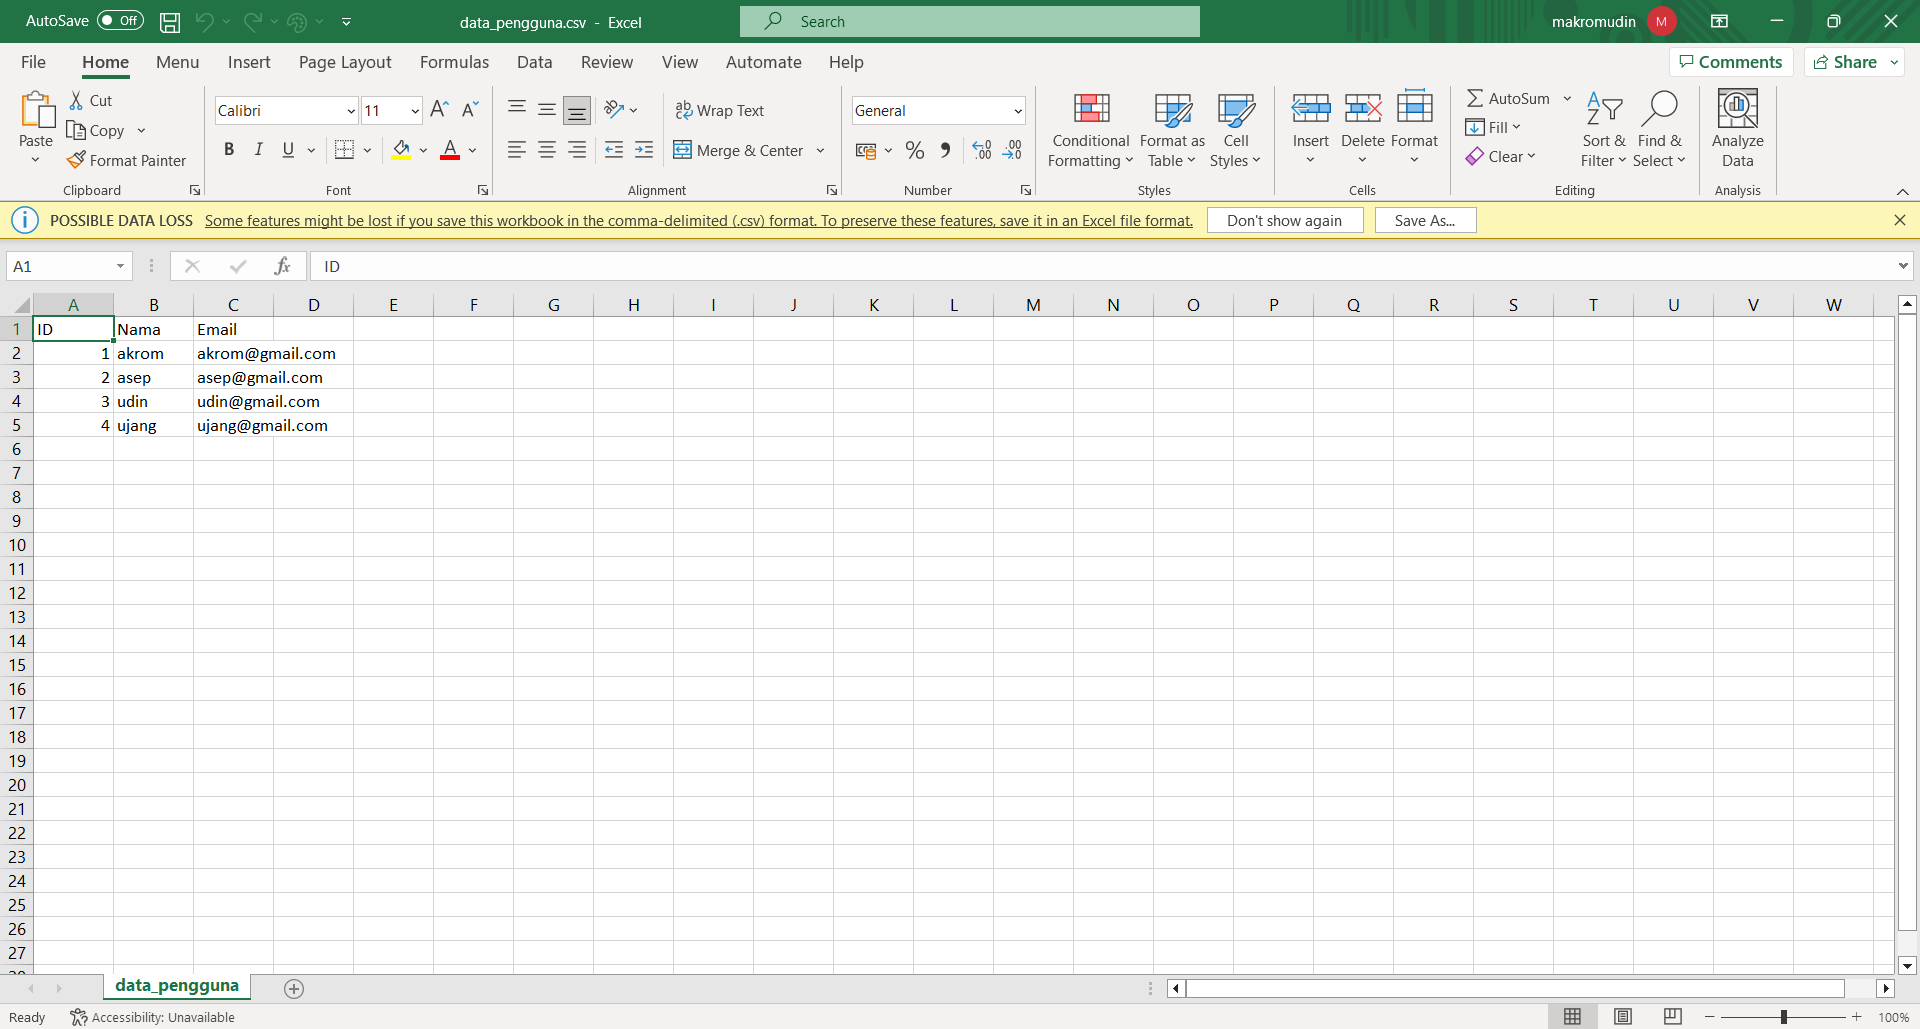 AutoSave Off data_pengguna.csv - Excel Search makromudin M
File Home Menu Insert Page Layout Formulas Data Review View Automate Help Comments Share
Paste Cut Copy Format Painter Clipboard
Calibri 11 B I U A Font
ab Wrap Text Merge & Center Alignment
General % Number
Conditional Formatting Format as Table Cell Styles Styles
Insert Delete Format Cells
AutoSum Fill Clear Sort & Filter Find & Select Editing
Analyze Data Analysis
POSSIBLE DATA LOSS Some features might be lost if you save this workbook in the comma-delimited (.csv) format. To preserve these features, save it in an Excel file format. Don't show again Save As...
A1 fx ID
A B C D E F G H I J K L M N O P Q R S T U V W
1 ID Nama Email
2 1 akrom akrom@gmail.com
3 2 asep asep@gmail.com
4 3 udin udin@gmail.com
5 4 ujang ujang@gmail.com
6
7
8
9
10
11
12
13
14
15
16
17
18
19
20
21
22
23
24
25
26
27
data_pengguna
Ready Accessibility: Unavailable 100%